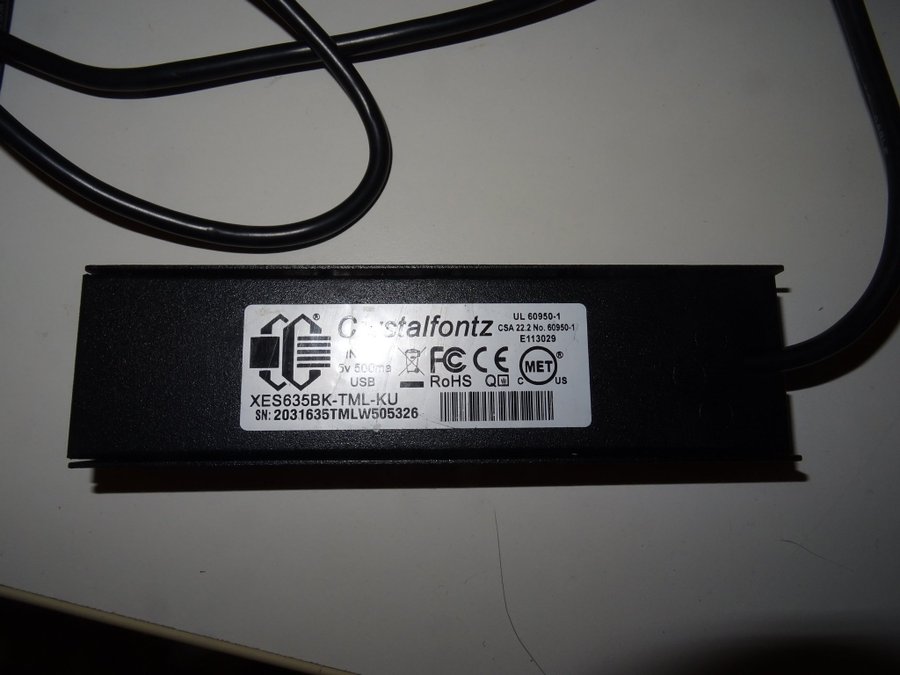 Crystalfontz
UL 60950-1
CSA 22.2 No. 60950-1
E113029
5v 500ma
USB
FC CE
RoHS
MET®
C US
XES635BK-TML-KU
SN: 2031635TMLW505326